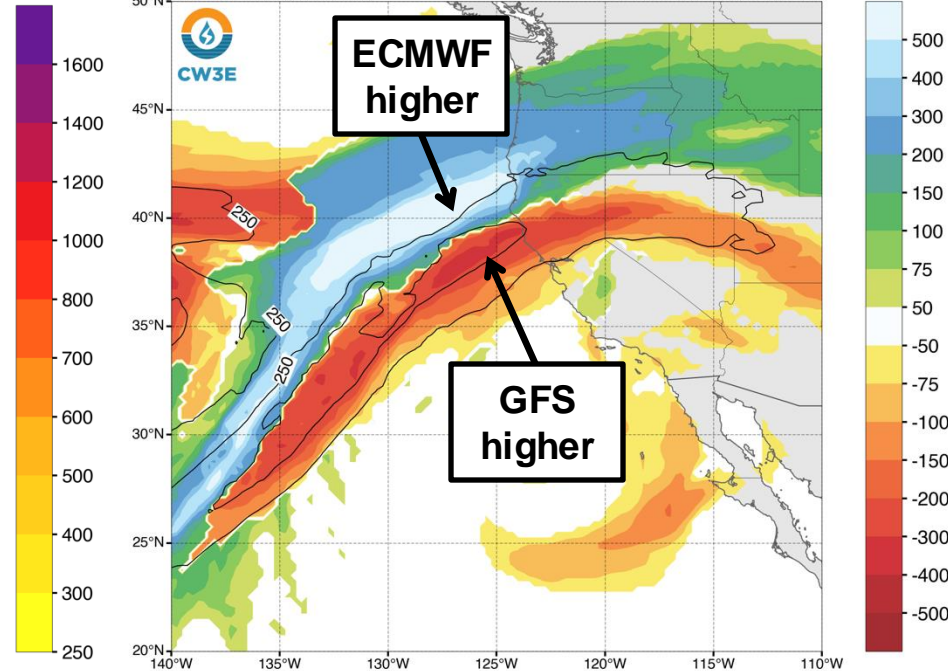 50°N
CW3E
ECMWF
higher
45°N
40°N
35°N
30°N
25°N
20°N
140°W
135°W
130°W
125°W
120°W
115°W
110°W
250
250
250
GFS
higher
1600
1400
1200
1000
800
700
600
500
400
300
250
500
400
300
200
150
100
75
50
-50
-75
-100
-150
-200
-300
-400
-500